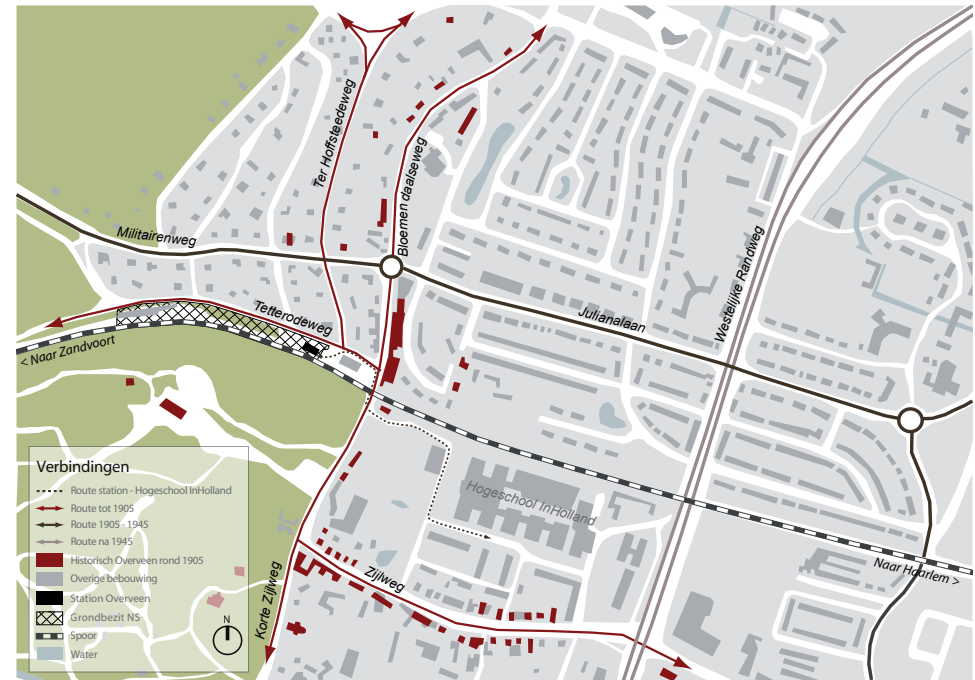 Ter Hoffsteedeweg
Bloemen daalseweg
Militairenweg
Westelijke Randweg
Tetterodeweg
Julianalaan
< Naar Zandvoort
Verbindingen
Route station - Hogeschool InHolland
Route tot 1905
Route 1905 - 1945
Route na 1945
Historisch Overveen rond 1905
Overige bebouwing
Station Overveen
Grondbezit NS
Spoor
Water
N
Hogeschool InHolland
Naar Haarlem >
Zijlweg
Korte Zijlweg